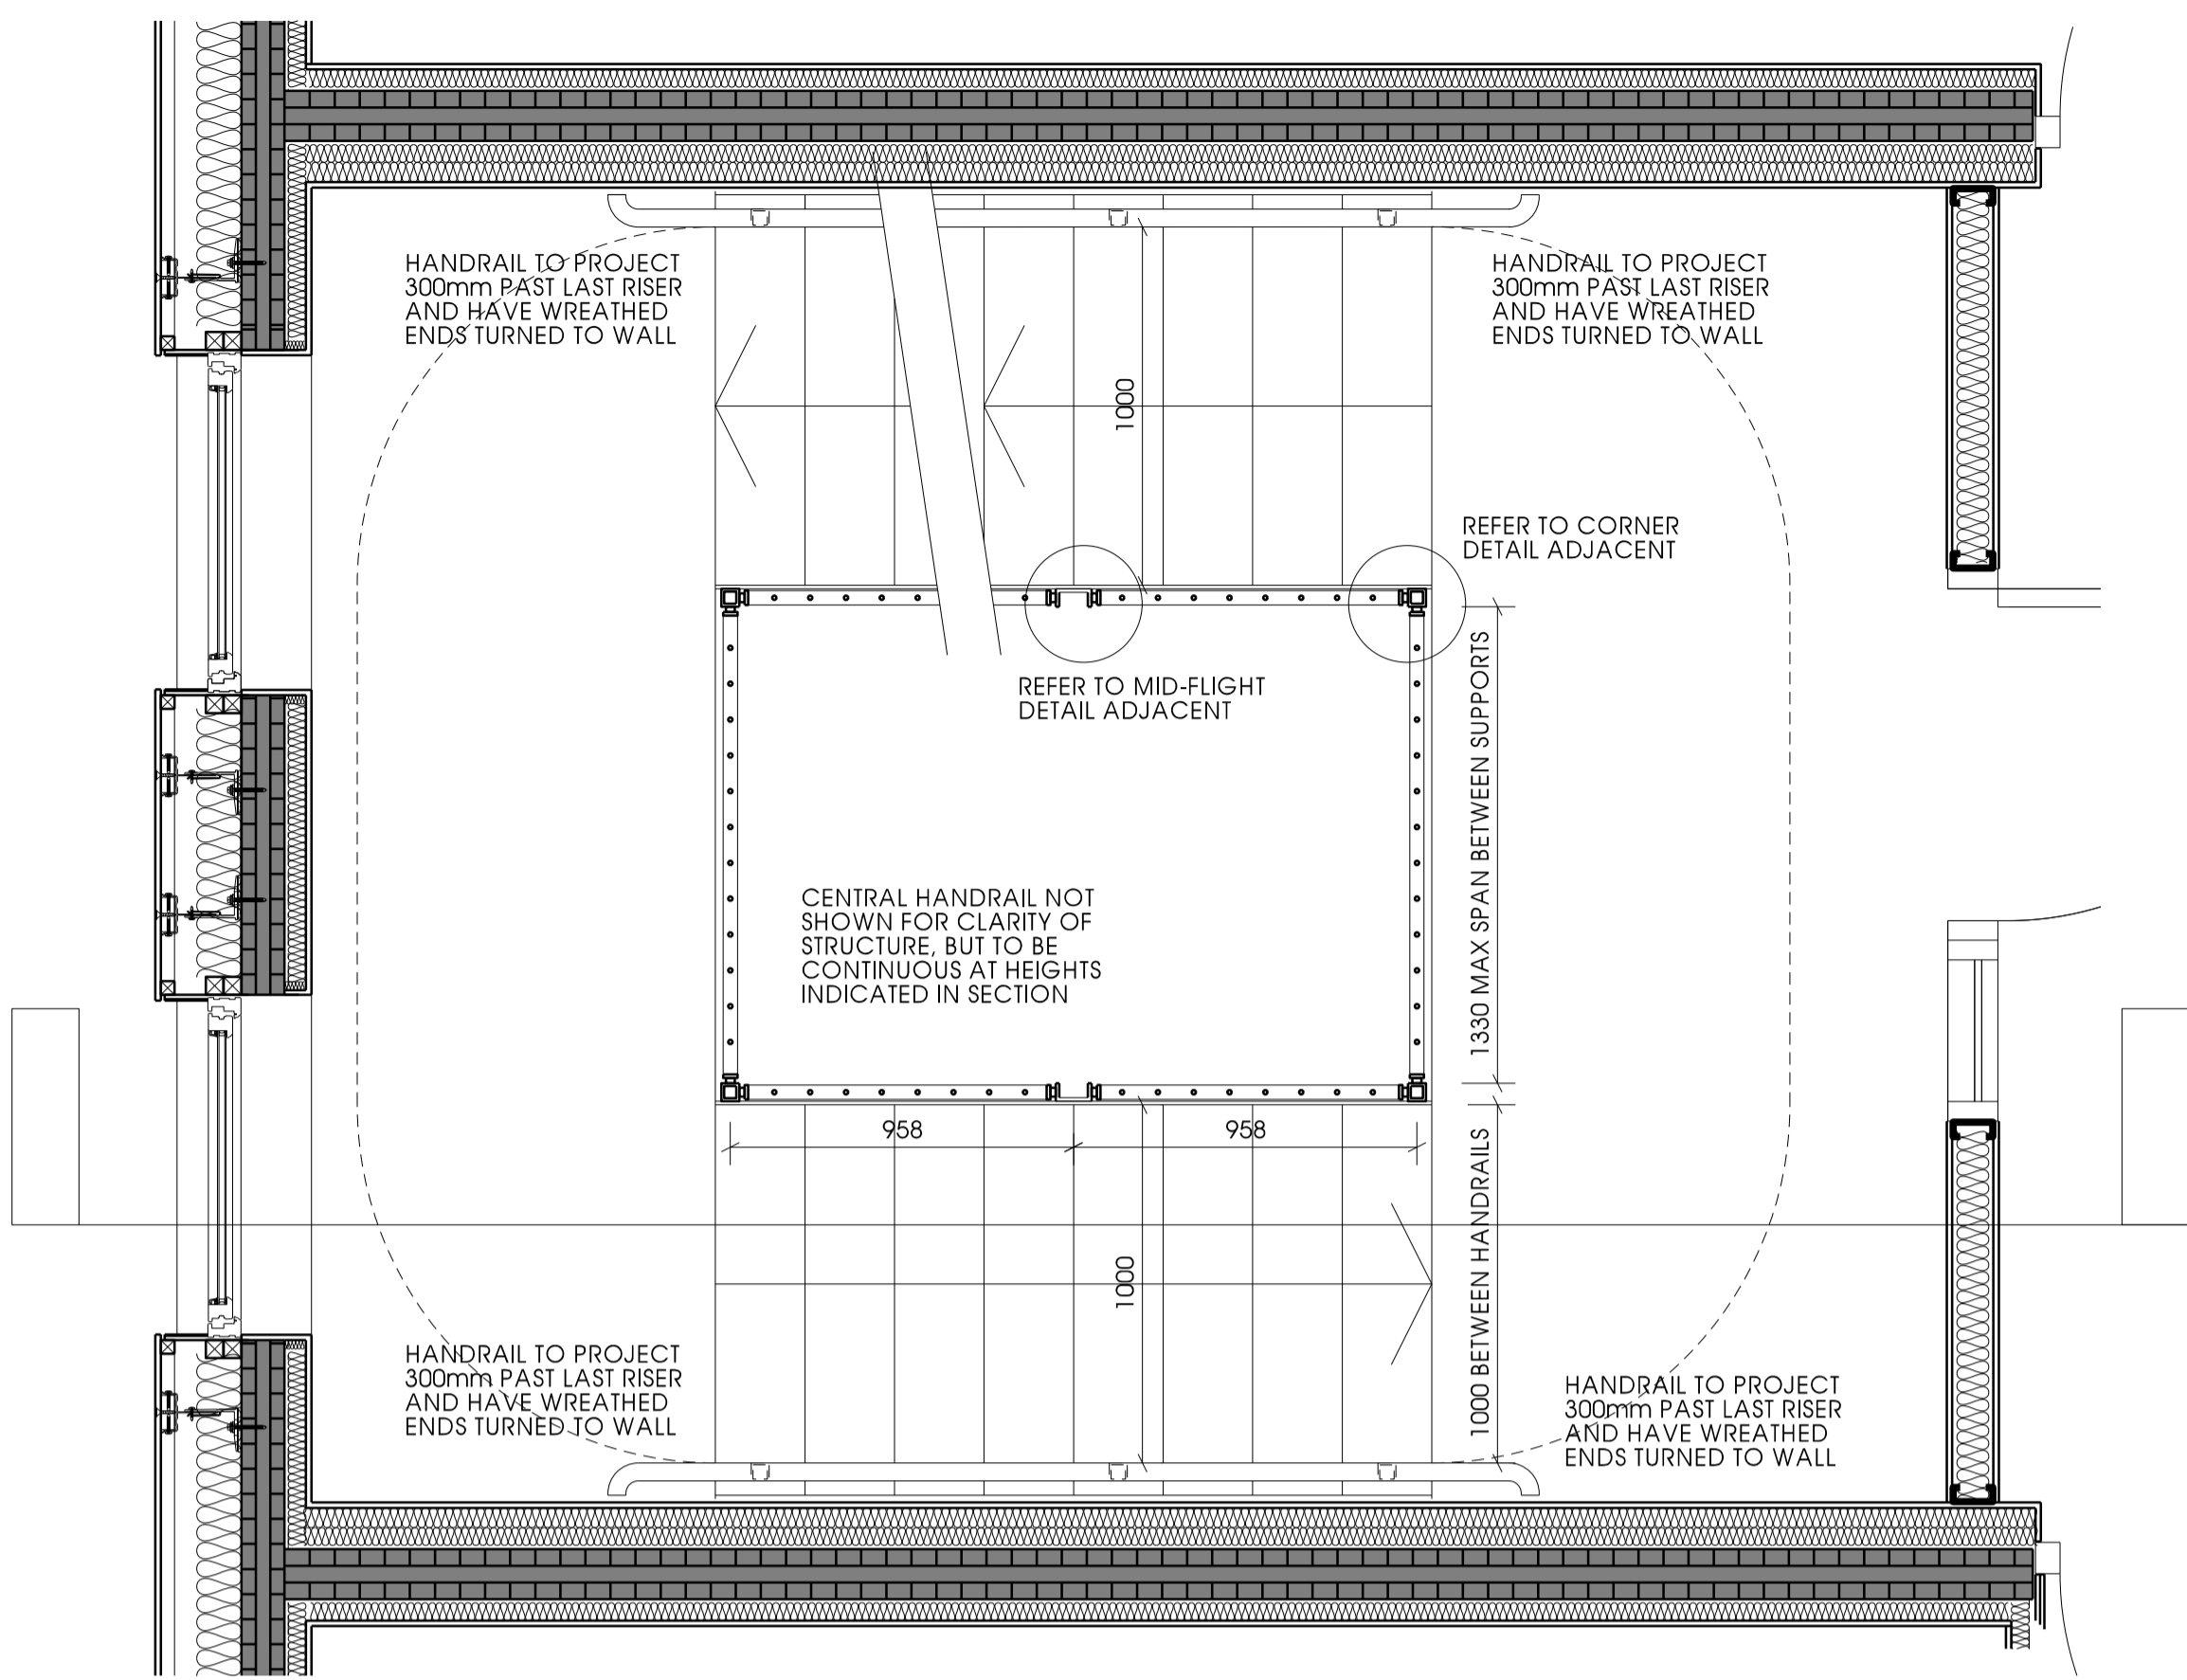 HANDRAIL TO PROJECT
300mm PAST LAST RISER
AND HAVE WREATHED
ENDS TURNED TO WALL
HANDRAIL TO PROJECT
300mm PAST LAST RISER
AND HAVE WREATHED
ENDS TURNED TO WALL
1000
REFER TO CORNER
DETAIL ADJACENT
REFER TO MID-FLIGHT
DETAIL ADJACENT
1330 MAX SPAN BETWEEN SUPPORTS
CENTRAL HANDRAIL NOT
SHOWN FOR CLARITY OF
STRUCTURE, BUT TO BE
CONTINUOUS AT HEIGHTS
INDICATED IN SECTION
958
958
1000
1000 BETWEEN HANDRAILS
HANDRAIL TO PROJECT
300mm PAST LAST RISER
AND HAVE WREATHED
ENDS TURNED TO WALL
HANDRAIL TO PROJECT
300mm PAST LAST RISER
AND HAVE WREATHED
ENDS TURNED TO WALL